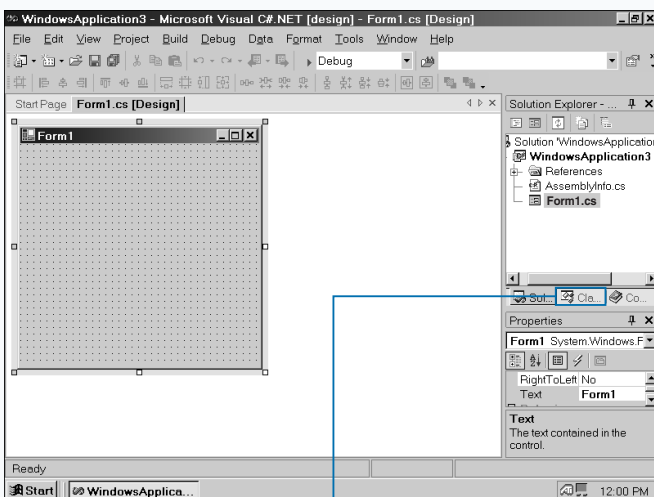 WindowsApplication3 - Microsoft Visual C#.NET [design] - Form1.cs [Design]
File Edit View Project Build Debug Data Format Tools Window Help
Debug
Start Page Form1.cs [Design]
Form1
Solution Explorer - ...
Solution 'WindowsApplication
WindowsApplication3
References
AssemblyInfo.cs
Form1.cs
Sol... Cla... Co...
Properties
Form1 System.Windows.F
RightToLeft No
Text Form1
Text
The text contained in the
control.
Ready
Start WindowsApplica... 12:00 PM